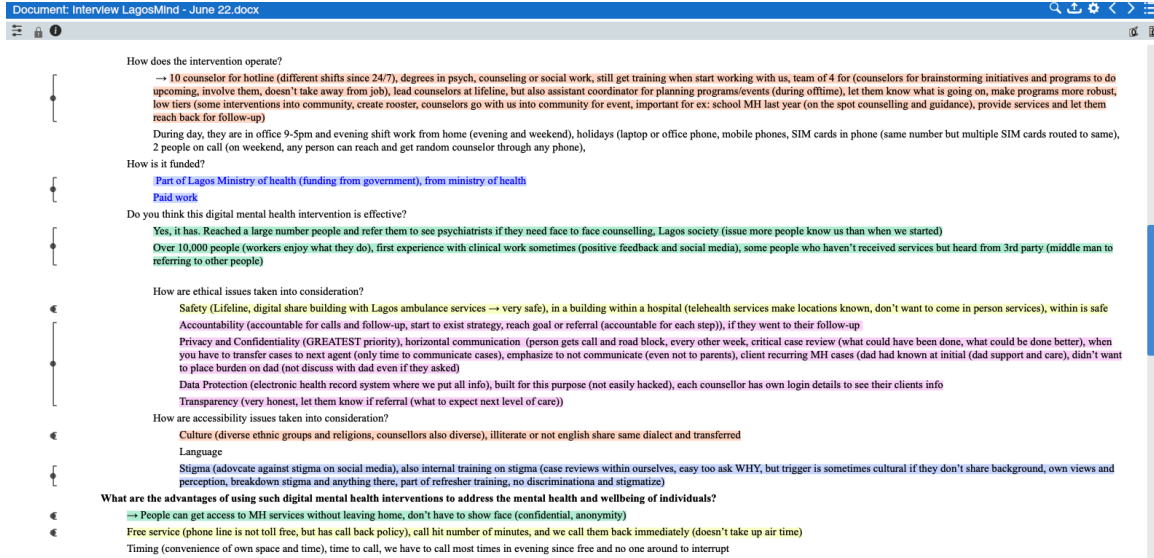 Document: Interview LagosMind - June 22.docx
How does the intervention operate?
→ 10 counselor for hotline (different shifts since 24/7), degrees in psych, counseling or social work, still get training when start working with us, team of 4 for (counselors for brainstorming initiatives and programs to do
upcoming, involve them, doesn't take away from job), lead counselors at lifeline, but also assistant coordinator for planning programs/events (during offtime), let them know what is going on, make programs more robust,
low tiers (some interventions into community, create rooster, counselors go with us into community for event, important for ex: school MH last year (on the spot counselling and guidance), provide services and let them
reach back for follow-up)
During day, they are in office 9-5pm and evening shift work from home (evening and weekend), holidays (laptop or office phone, mobile phones, SIM cards in phone (same number but multiple SIM cards routed to same),
2 people on call (on weekend, any person can reach and get random counselor through any phone),
How is it funded?
Part of Lagos Ministry of health (funding from government), from ministry of health
Paid work
Do you think this digital mental health intervention is effective?
Yes, it has. Reached a large number people and refer them to see psychiatrists if they need face to face counselling, Lagos society (issue more people know us than when we started)
Over 10,000 people (workers enjoy what they do), first experience with clinical work sometimes (positive feedback and social media), some people who haven't received services but heard from 3rd party (middle man to
referring to other people)
How are ethical issues taken into consideration?
Safety (Lifeline, digital share building with Lagos ambulance services → very safe), in a building within a hospital (telehealth services make locations known, don't want to come in person services), within is safe
Accountability (accountable for calls and follow-up, start to exist strategy, reach goal or referral (accountable for each step)), if they went to their follow-up
Privacy and Confidentiality (GREATEST priority), horizontal communication (person gets call and road block, every other week, critical case review (what could have been done, what could be done better), when
you have to transfer cases to next agent (only time to communicate cases), emphasize to not communicate (even not to parents), client recurring MH cases (dad had known at initial (dad support and care), didn't want
to place burden on dad (not discuss with dad even if they asked)
Data Protection (electronic health record system where we put all info), built for this purpose (not easily hacked), each counsellor has own login details to see their clients info
Transparency (very honest, let them know if referral (what to expect next level of care))
How are accessibility issues taken into consideration?
Culture (diverse ethnic groups and religions, counsellors also diverse), illiterate or not english share same dialect and transferred
Language
Stigma (adovcate against stigma on social media), also internal training on stigma (case reviews within ourselves, easy too ask WHY, but trigger is sometimes cultural if they don't share background, own views and
perception, breakdown stigma and anything there, part of refresher training, no discriminationa and stigmatize)
What are the advantages of using such digital mental health interventions to address the mental health and wellbeing of individuals?
→ People can get access to MH services without leaving home, don't have to show face (confidential, anonymity)
Free service (phone line is not toll free, but has call back policy), call hit number of minutes, and we call them back immediately (doesn't take up air time)
Timing (convenience of own space and time), time to call, we have to call most times in evening since free and no one around to interrupt